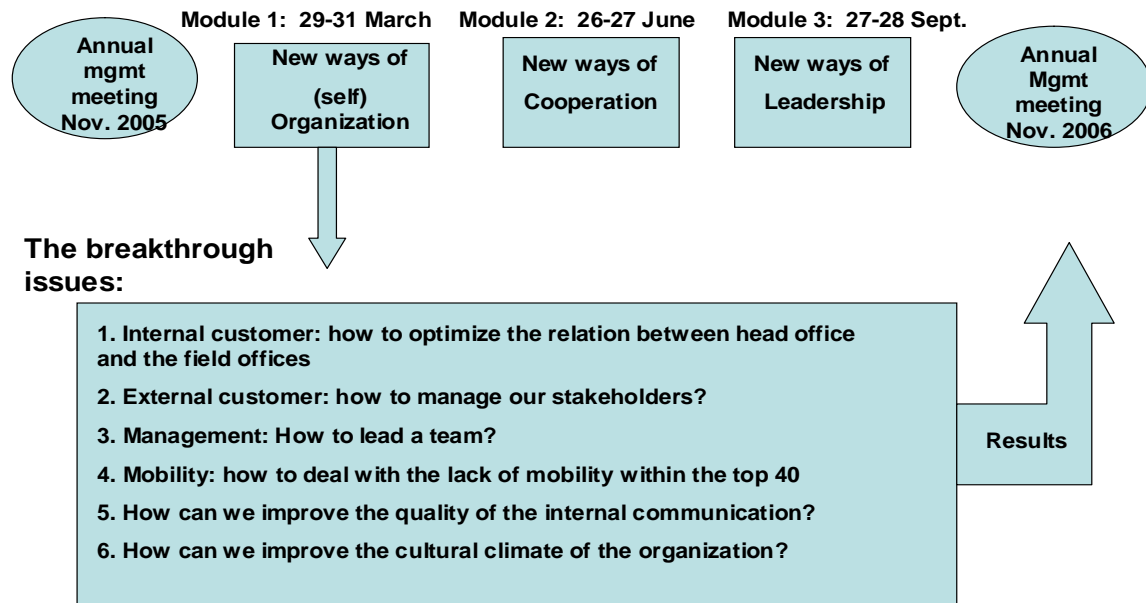 Module 1: 29-31 March
Module 2: 26-27 June
Module 3: 27-28 Sept.
Annual
mgmt
meeting
Nov. 2005
New ways of
(self)
Organization
New ways of
Cooperation
New ways of
Leadership
Annual
Mgmt
meeting
Nov. 2006
The breakthrough
issues:
1. Internal customer: how to optimize the relation between head office
and the field offices
2. External customer: how to manage our stakeholders?
3. Management: How to lead a team?
4. Mobility: how to deal with the lack of mobility within the top 40
5. How can we improve the quality of the internal communication?
6. How can we improve the cultural climate of the organization?
Results